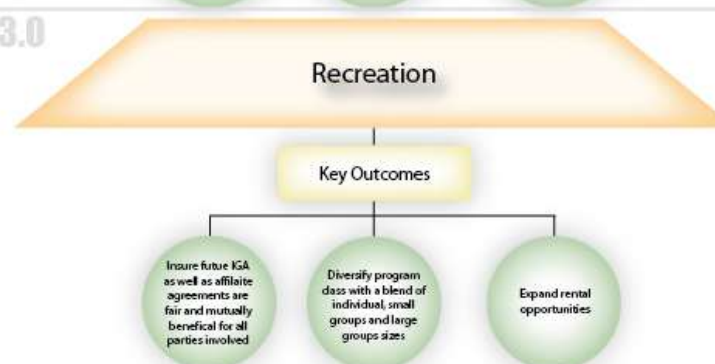 3.0
Recreation
Key Outcomes
Insure futue IGA
as well as affilaite
agreements are
fair and mutually
benefical for all
parties involved
Diversify program
class with a blend of
individual, small
groups and large
groups sizes
Expand rental
opportunities